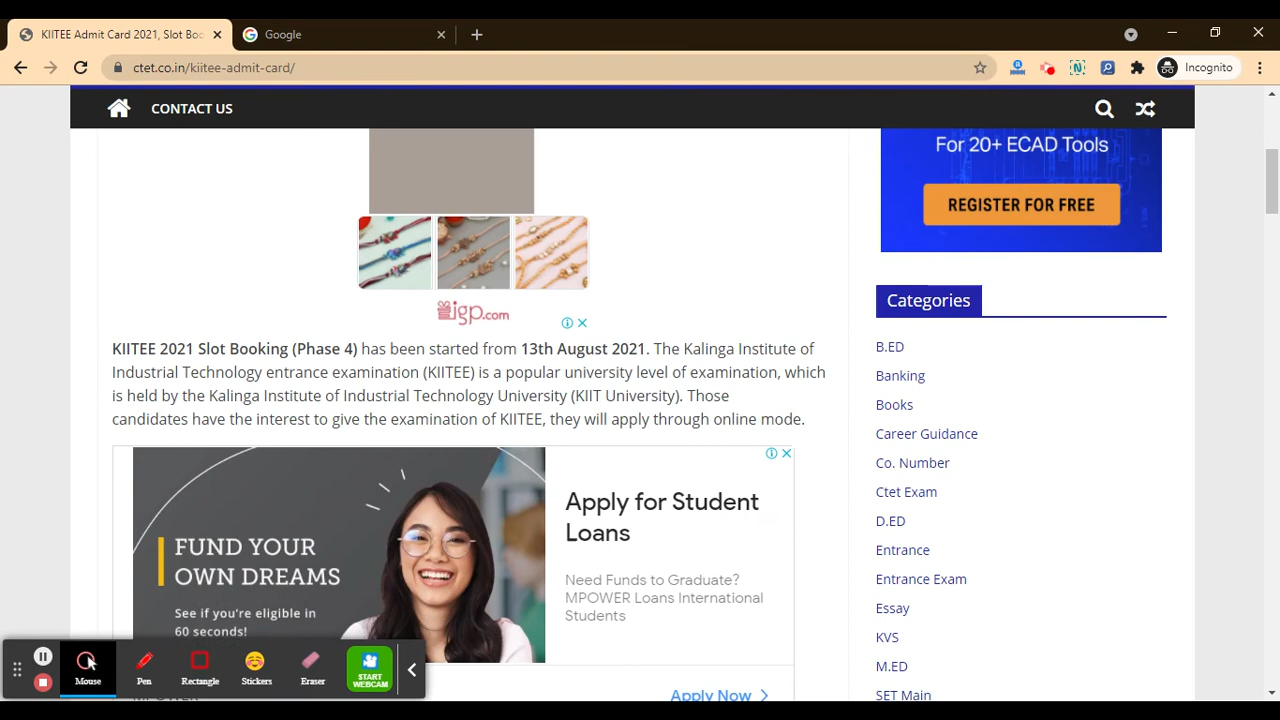 KIITEE Admit Card 2021, Slot Boo
Google
ctet.co.in/kiitee-admit-card/
Incognito
CONTACT US
For 20+ ECAD Tools
REGISTER FOR FREE
igp.com
Categories
KIITEE 2021 Slot Booking (Phase 4) has been started from 13th August 2021. The Kalinga Institute of
Industrial Technology entrance examination (KIITEE) is a popular university level of examination, which
is held by the Kalinga Institute of Industrial Technology University (KIIT University). Those
candidates have the interest to give the examination of KIITEE, they will apply through online mode.
B.ED
Banking
Books
Career Guidance
Co. Number
Ctet Exam
D.ED
Entrance
Entrance Exam
Essay
KVS
M.ED
SET Main
FUND YOUR
OWN DREAMS
See if you're eligible in
60 seconds!
Apply for Student
Loans
Need Funds to Graduate?
MPOWER Loans International
Students
Apply Now
Mouse
Pen
Rectangle
Stickers
Eraser
START
WEBCAM